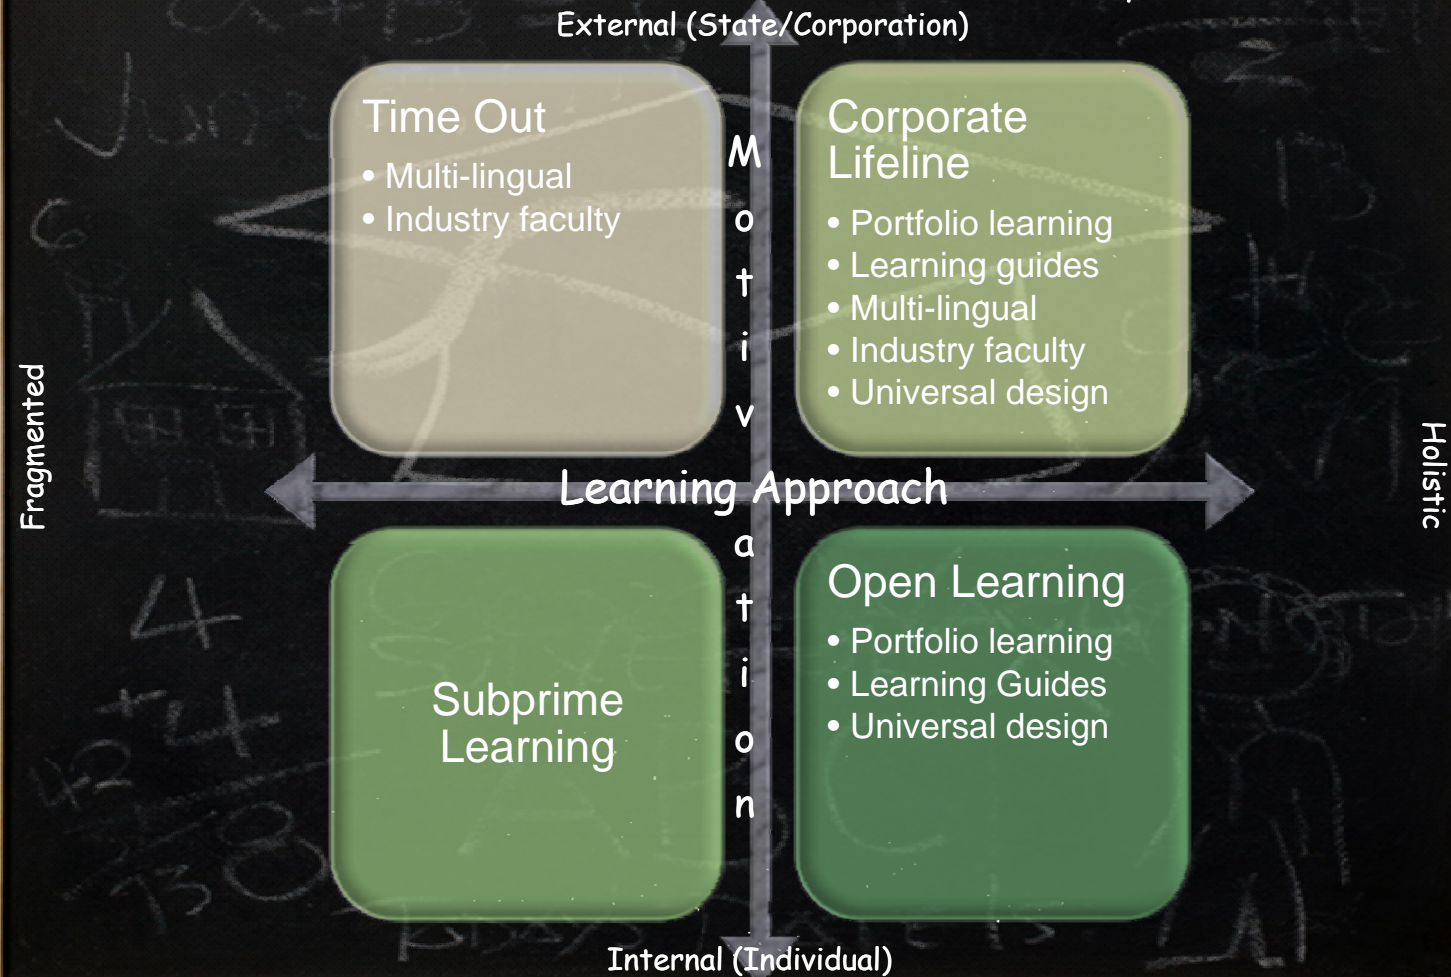 External (State/Corporation)
Time Out
• Multi-lingual
• Industry faculty
Corporate
Lifeline
• Portfolio learning
• Learning guides
• Multi-lingual
• Industry faculty
• Universal design
Motivation
Fragmented
Learning Approach
Holistic
Subprime
Learning
Open Learning
• Portfolio learning
• Learning Guides
• Universal design
Internal (Individual)